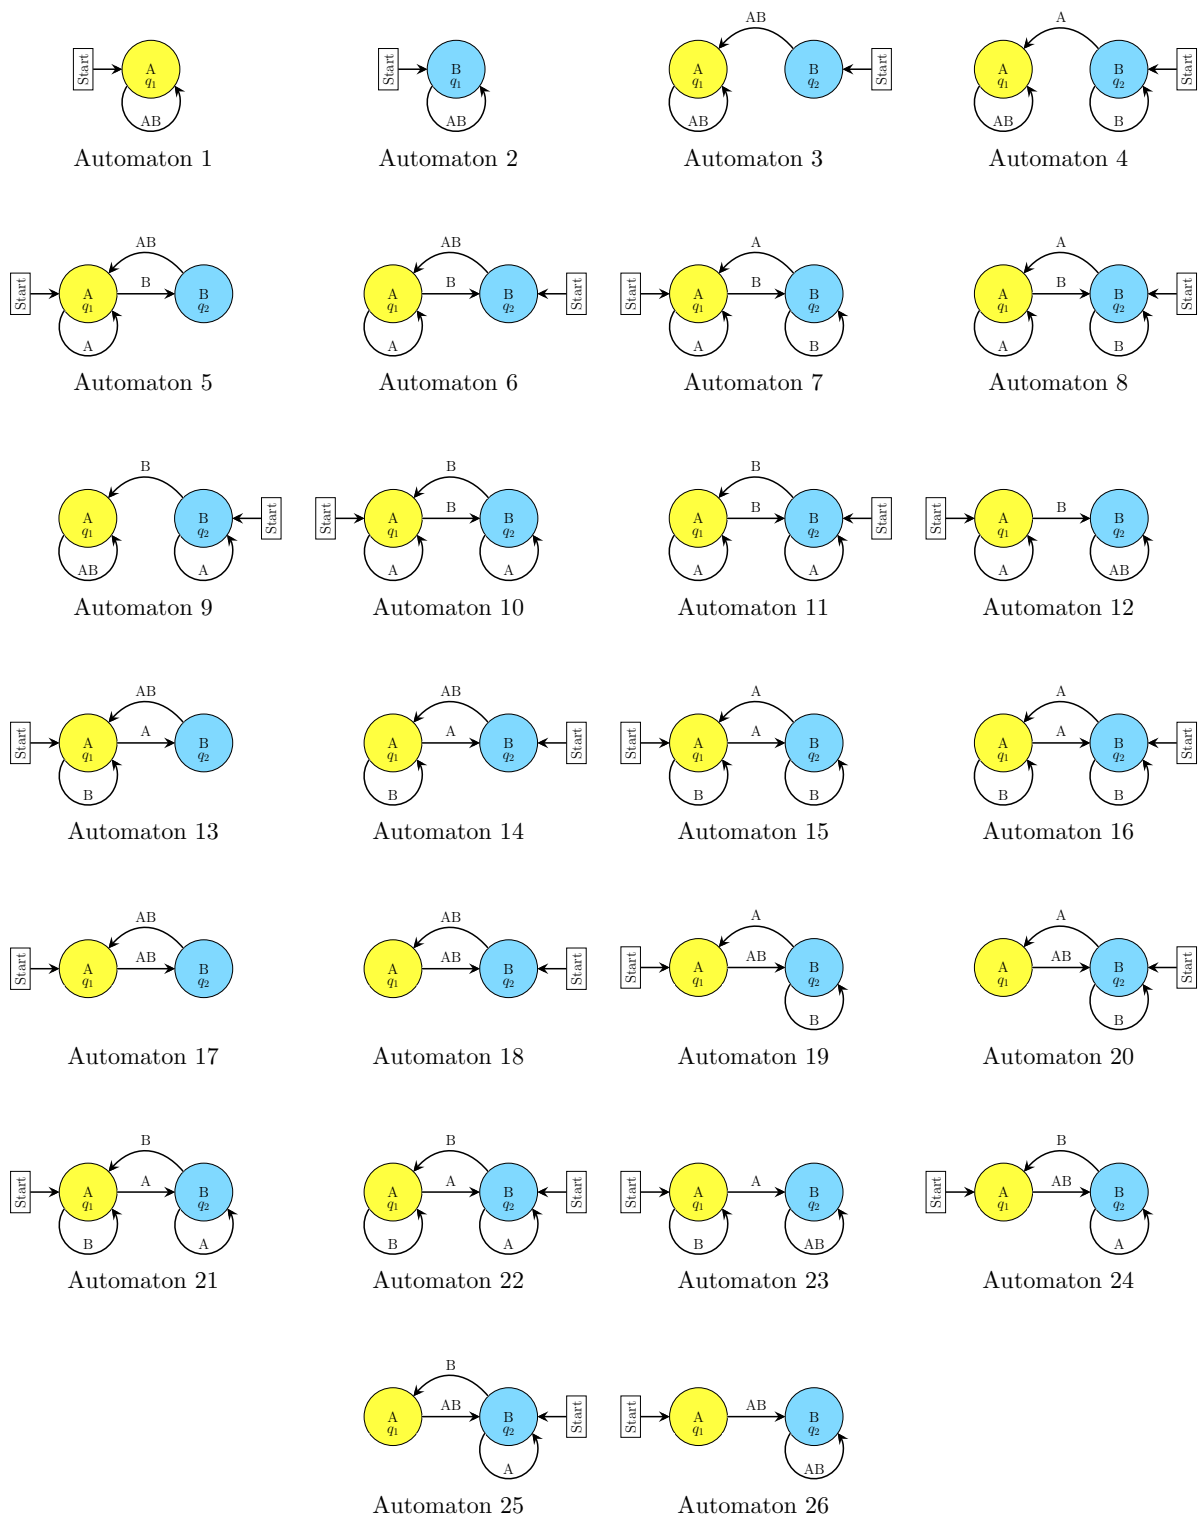 Start
A
q1
AB
Automaton 1
Start
B
q1
AB
Automaton 2
AB
A B Start
q1 q2
AB
Automaton 3
A
A B Start
q1 q2
AB B
Automaton 4
AB
Start A B B
q1 q2
A
Automaton 5
AB
A B B Start
q1 q2
A
Automaton 6
A
Start A B B
q1 q2
A B
Automaton 7
A
A B B Start
q1 q2
A B
Automaton 8
B
A B Start
q1 q2
AB A
Automaton 9
B
Start A B B
q1 q2
A A
Automaton 10
B
A B B Start
q1 q2
A A
Automaton 11
Start A B B
q1 q2
A AB
Automaton 12
AB
Start A A B
q1 q2
B
Automaton 13
AB
A A B Start
q1 q2
B
Automaton 14
A
Start A A B
q1 q2
B B
Automaton 15
A
A A B Start
q1 q2
B B
Automaton 16
AB
Start A AB B
q1 q2
Automaton 17
AB
A AB B Start
q1 q2
Automaton 18
A
Start A AB B
q1 q2
B
Automaton 19
A
A AB B Start
q1 q2
B
Automaton 20
B
Start A A B
q1 q2
B A
Automaton 21
B
A A B Start
q1 q2
B A
Automaton 22
Start A A B
q1 q2
B AB
Automaton 23
B
Start A AB B
q1 q2
A
Automaton 24
B
A AB B Start
q1 q2
A
Automaton 25
Start A AB B
q1 q2
AB
Automaton 26